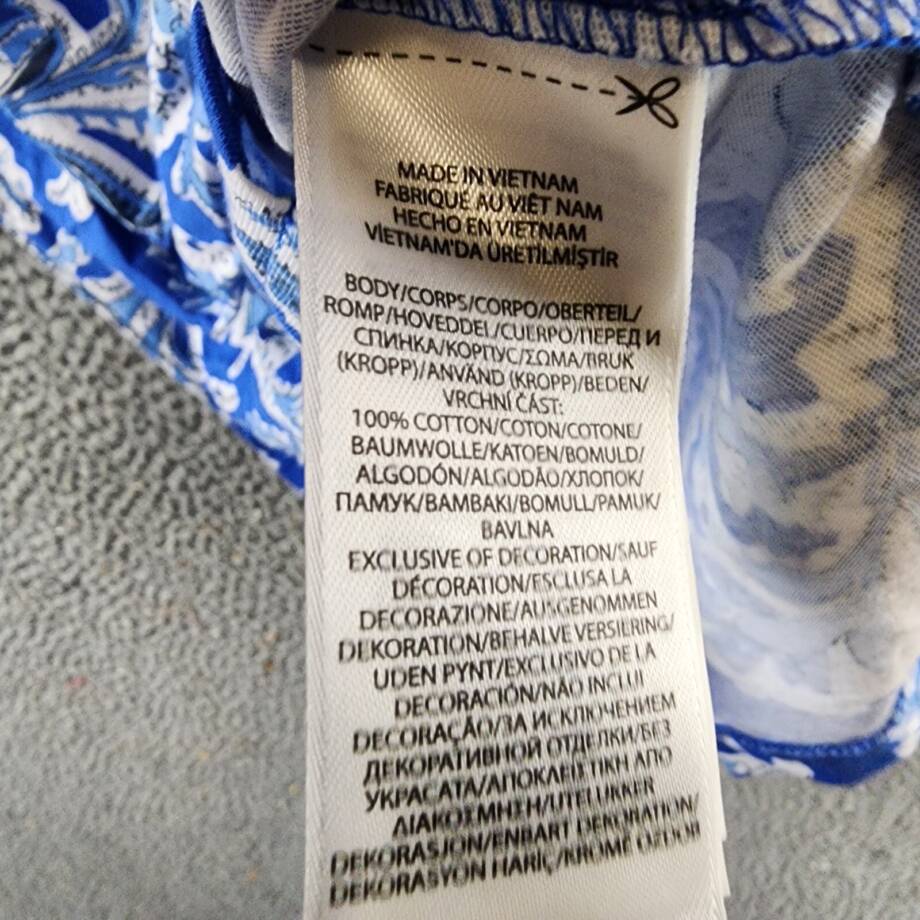 MADE IN VIETNAM
FABRIQUÉ AU VIÊT NAM
HECHO EN VIETNAM
VİETNAM'DA ÜRETİLMİŞTİR
BODY/CORPS/CORPO/OBERTEIL/
ROMP/HOVEDDEL/CUERPO/ПЕРЕД И
СПИНКА/КОРПУС/ΣΩΜΑ/BRUK
(KROPP)/ANVÄND (KROPP)/BEDEN/
VRCHNÍ ČÁST:
100% COTTON/COTON/COTONE/
BAUMWOLLE/KATOEN/BOMULD/
ALGODÓN/ALGODÃO/ХЛОПОК/
ПАМУК/BAMBAKI/BOMULL/PAMUK/
BAVLNA
EXCLUSIVE OF DECORATION/SAUF
DÉCORATION/ESCLUSA LA
DECORAZIONE/AUSGENOMMEN
DEKORATION/BEHALVE VERSIERING/
UDEN PYNT/EXCLUSIVO DE LA
DECORACIÓN/NÃO INCLUI
DECORAÇÃO/ЗА ИСКЛЮЧЕНИЕМ
ДЕКОРАТИВНОЙ ОТДЕЛКИ/БЕЗ
УКРАСАТА/ΑΠΟΚΛΕΙΣΤΙΚΗ ΑΠΟ
ΔΙΑΚΟΣΜΗΣΗ/UTELUKKER
DEKORASJON/ENBART DEKORATION/
DEKORASYON HARİÇ/KROMĚ OZDOB